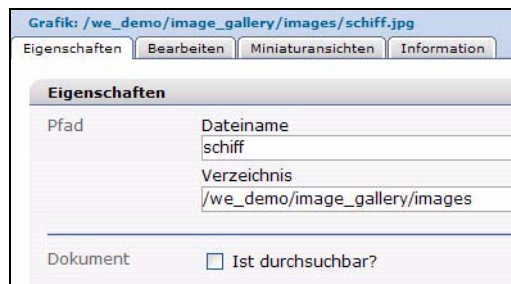 Grafik: /we_demo/image_gallery/images/schiff.jpg
Eigenschaften Bearbeiten Miniaturansichten Information
Eigenschaften
Pfad Dateiname
schiff
Verzeichnis
/we_demo/image_gallery/images
Dokument Ist durchsuchbar?